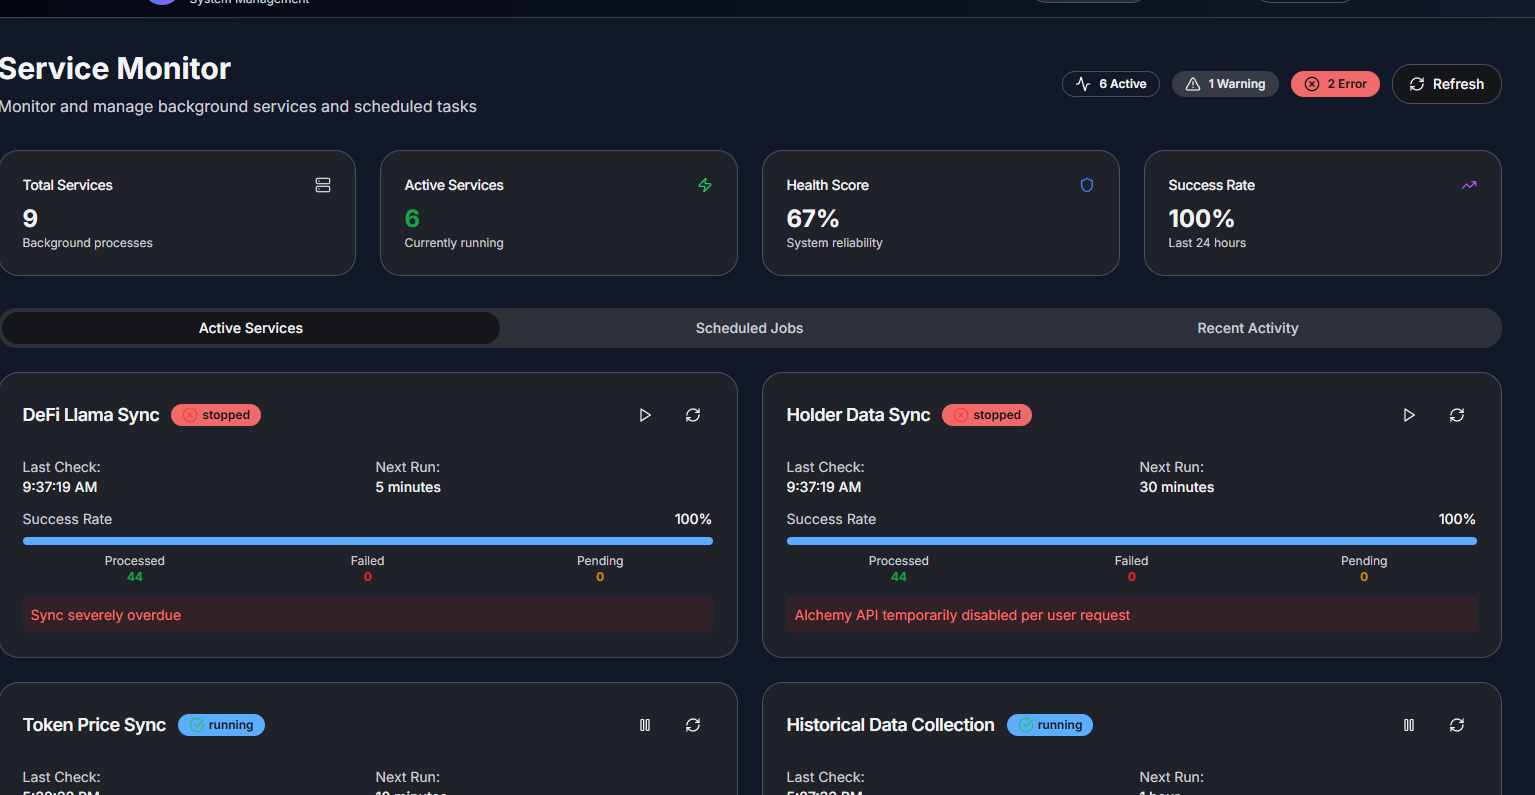 System Management
Service Monitor
Monitor and manage background services and scheduled tasks
6 Active
1 Warning
2 Error
Refresh
Total Services
9
Background processes
Active Services
6
Currently running
Health Score
67%
System reliability
Success Rate
100%
Last 24 hours
Active Services
Scheduled Jobs
Recent Activity
DeFi Llama Sync
stopped
Last Check:
9:37:19 AM
Next Run:
5 minutes
Success Rate
100%
Processed
44
Failed
0
Pending
0
Sync severely overdue
Holder Data Sync
stopped
Last Check:
9:37:19 AM
Next Run:
30 minutes
Success Rate
100%
Processed
44
Failed
0
Pending
0
Alchemy API temporarily disabled per user request
Token Price Sync
running
Last Check:
Next Run:
10 minutes
Historical Data Collection
running
Last Check:
Next Run:
1 hour